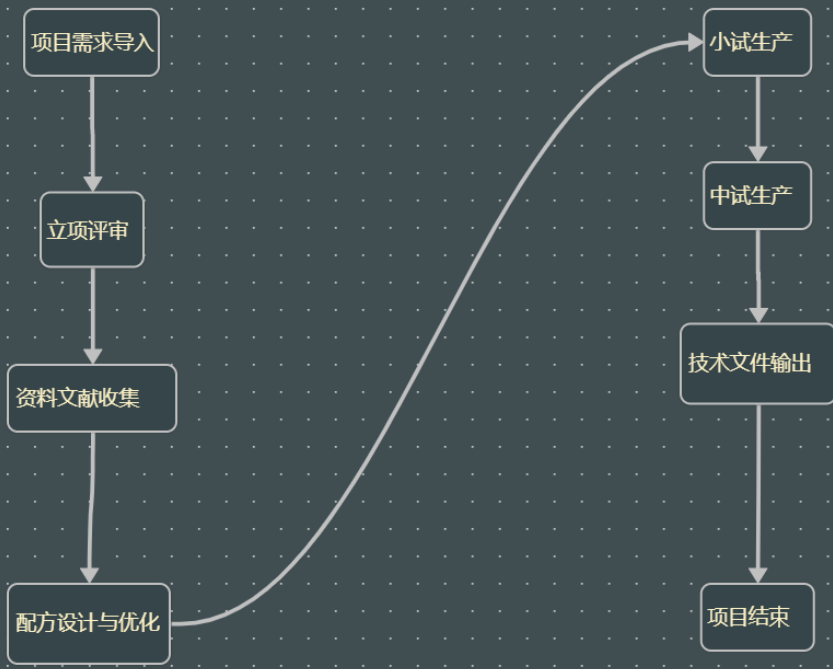 项目需求导入
立项评审
资料文献收集
配方设计与优化
小试生产
中试生产
技术文件输出
项目结束